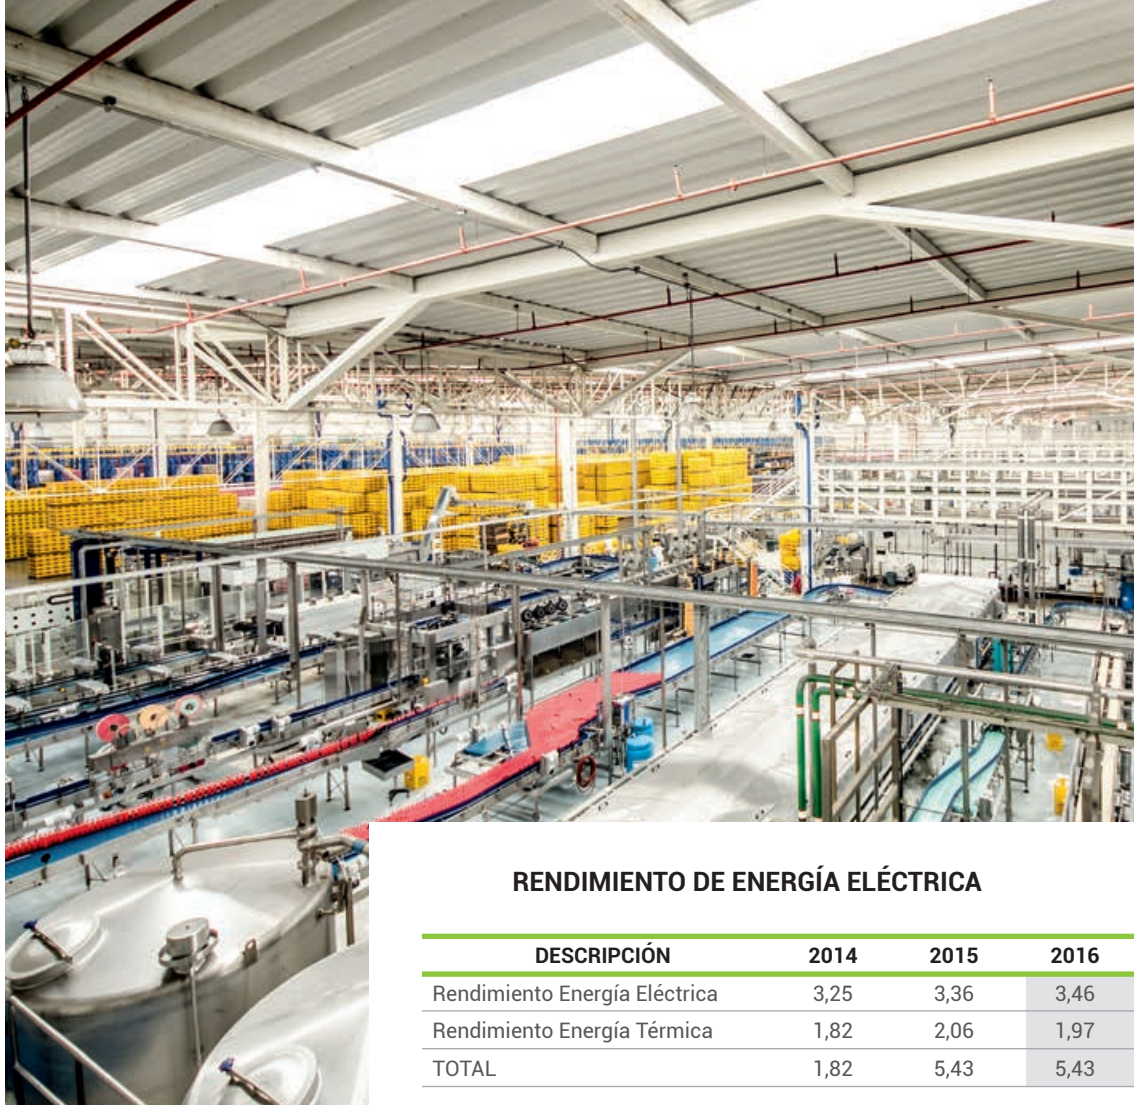 RENDIMIENTO DE ENERGÍA ELÉCTRICA
DESCRIPCIÓN 2014 2015 2016
Rendimiento Energía Eléctrica 3,25 3,36 3,46
Rendimiento Energía Térmica 1,82 2,06 1,97
TOTAL 1,82 5,43 5,43